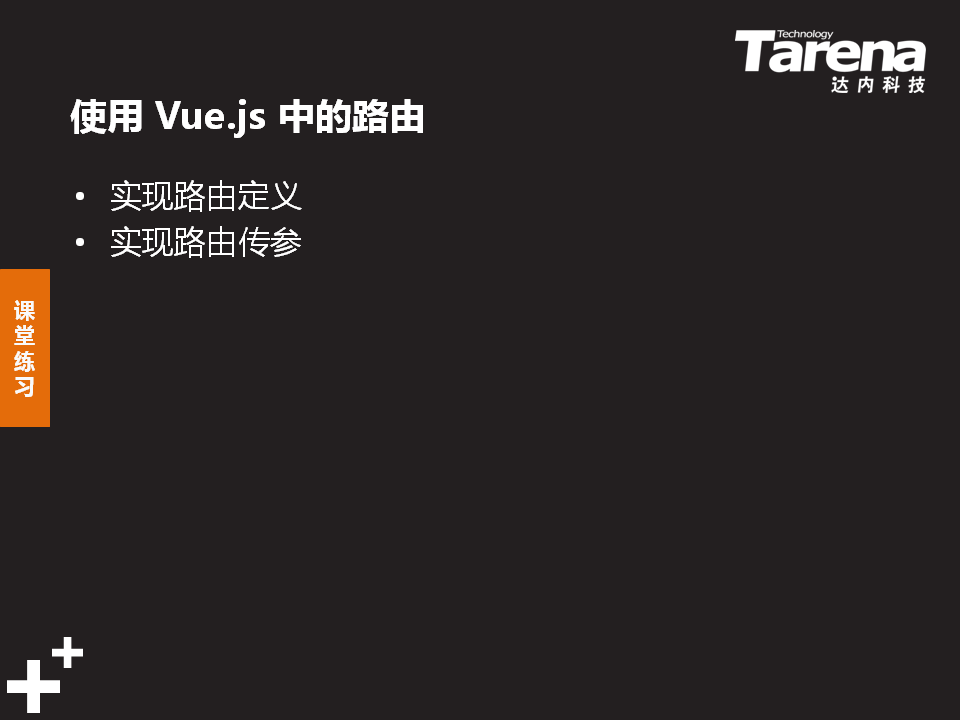 Technology
Tarena
达内科技
使用 Vue.js 中的路由
• 实现路由定义
• 实现路由传参
课堂练习